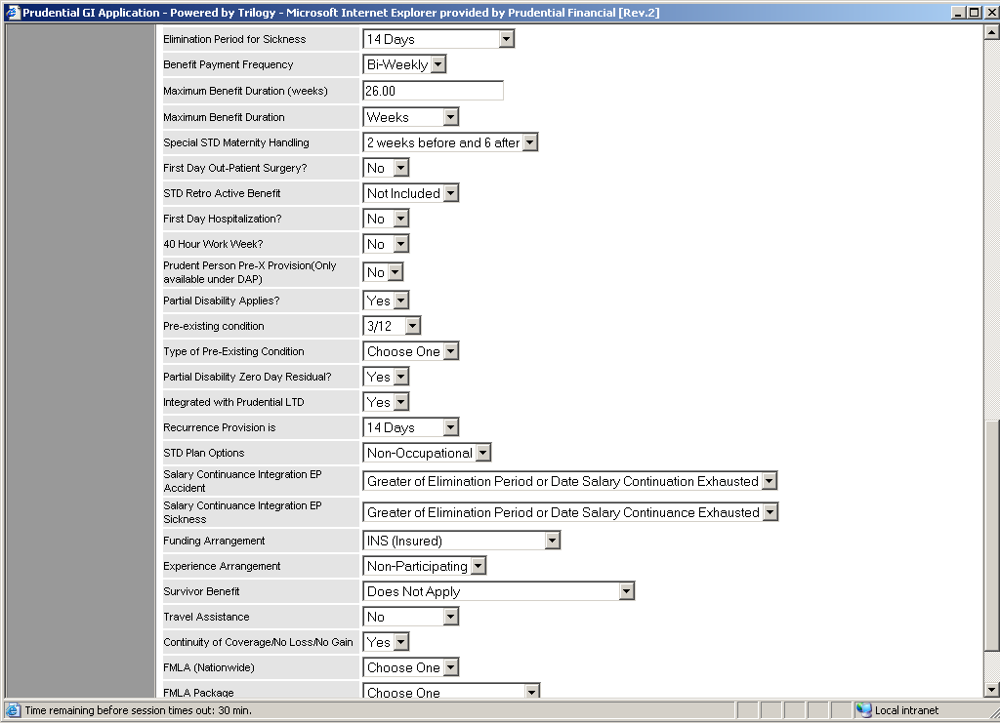 Prudential GI Application - Powered by Trilogy - Microsoft Internet Explorer provided by Prudential Financial [Rev.2]
Elimination Period for Sickness 14 Days
Benefit Payment Frequency Bi-Weekly
Maximum Benefit Duration (weeks) 26.00
Maximum Benefit Duration Weeks
Special STD Maternity Handling 2 weeks before and 6 after
First Day Out-Patient Surgery? No
STD Retro Active Benefit Not Included
First Day Hospitalization? No
40 Hour Work Week? No
Prudent Person Pre-X Provision(Only
available under DAP) No
Partial Disability Applies? Yes
Pre-existing condition 3/12
Type of Pre-Existing Condition Choose One
Partial Disability Zero Day Residual? Yes
Integrated with Prudential LTD Yes
Recurrence Provision is 14 Days
STD Plan Options Non-Occupational
Salary Continuance Integration EP
Accident Greater of Elimination Period or Date Salary Continuation Exhausted
Salary Continuance Integration EP
Sickness Greater of Elimination Period or Date Salary Continuance Exhausted
Funding Arrangement INS (Insured)
Experience Arrangement Non-Participating
Survivor Benefit Does Not Apply
Travel Assistance No
Continuity of Coverage/No Loss/No Gain Yes
FMLA (Nationwide) Choose One
FMLA Package Choose One
Time remaining before session times out: 30 min. Local intranet